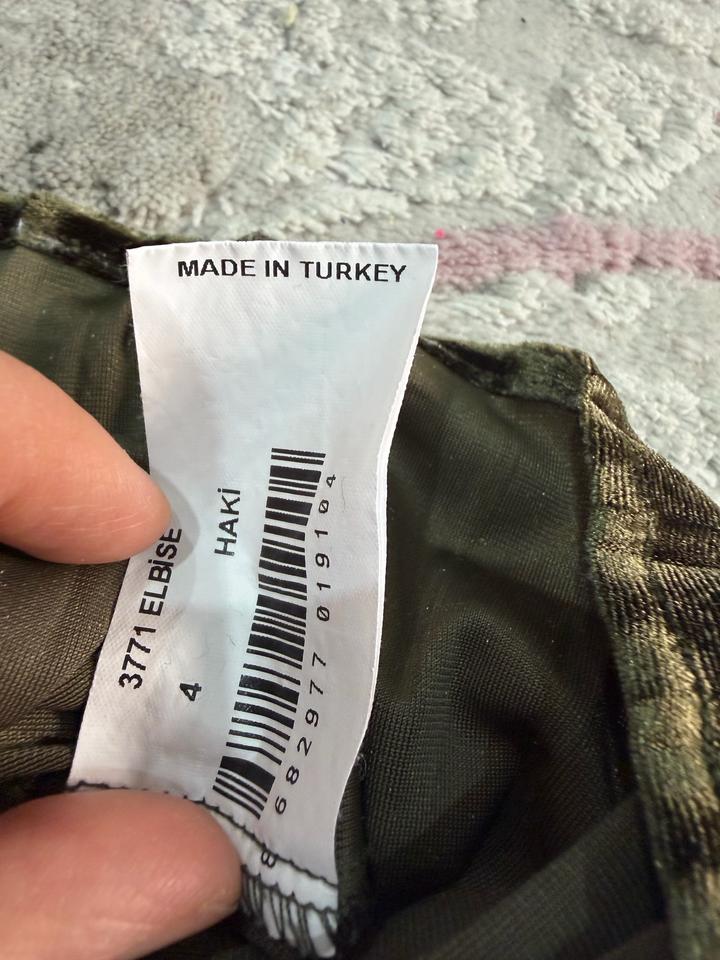 MADE IN TURKEY
3771 ELBİSE
4
HAKİ
8 682977 019104